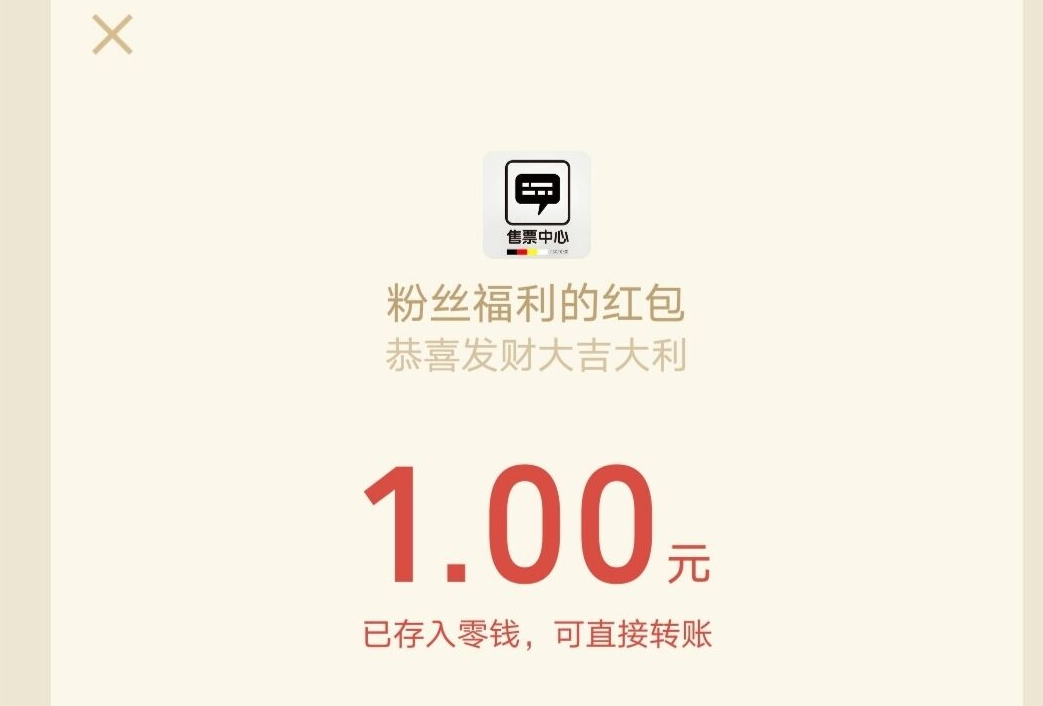 售票中心
粉丝福利的红包
恭喜发财大吉大利
1.00元
已存入零钱，可直接转账